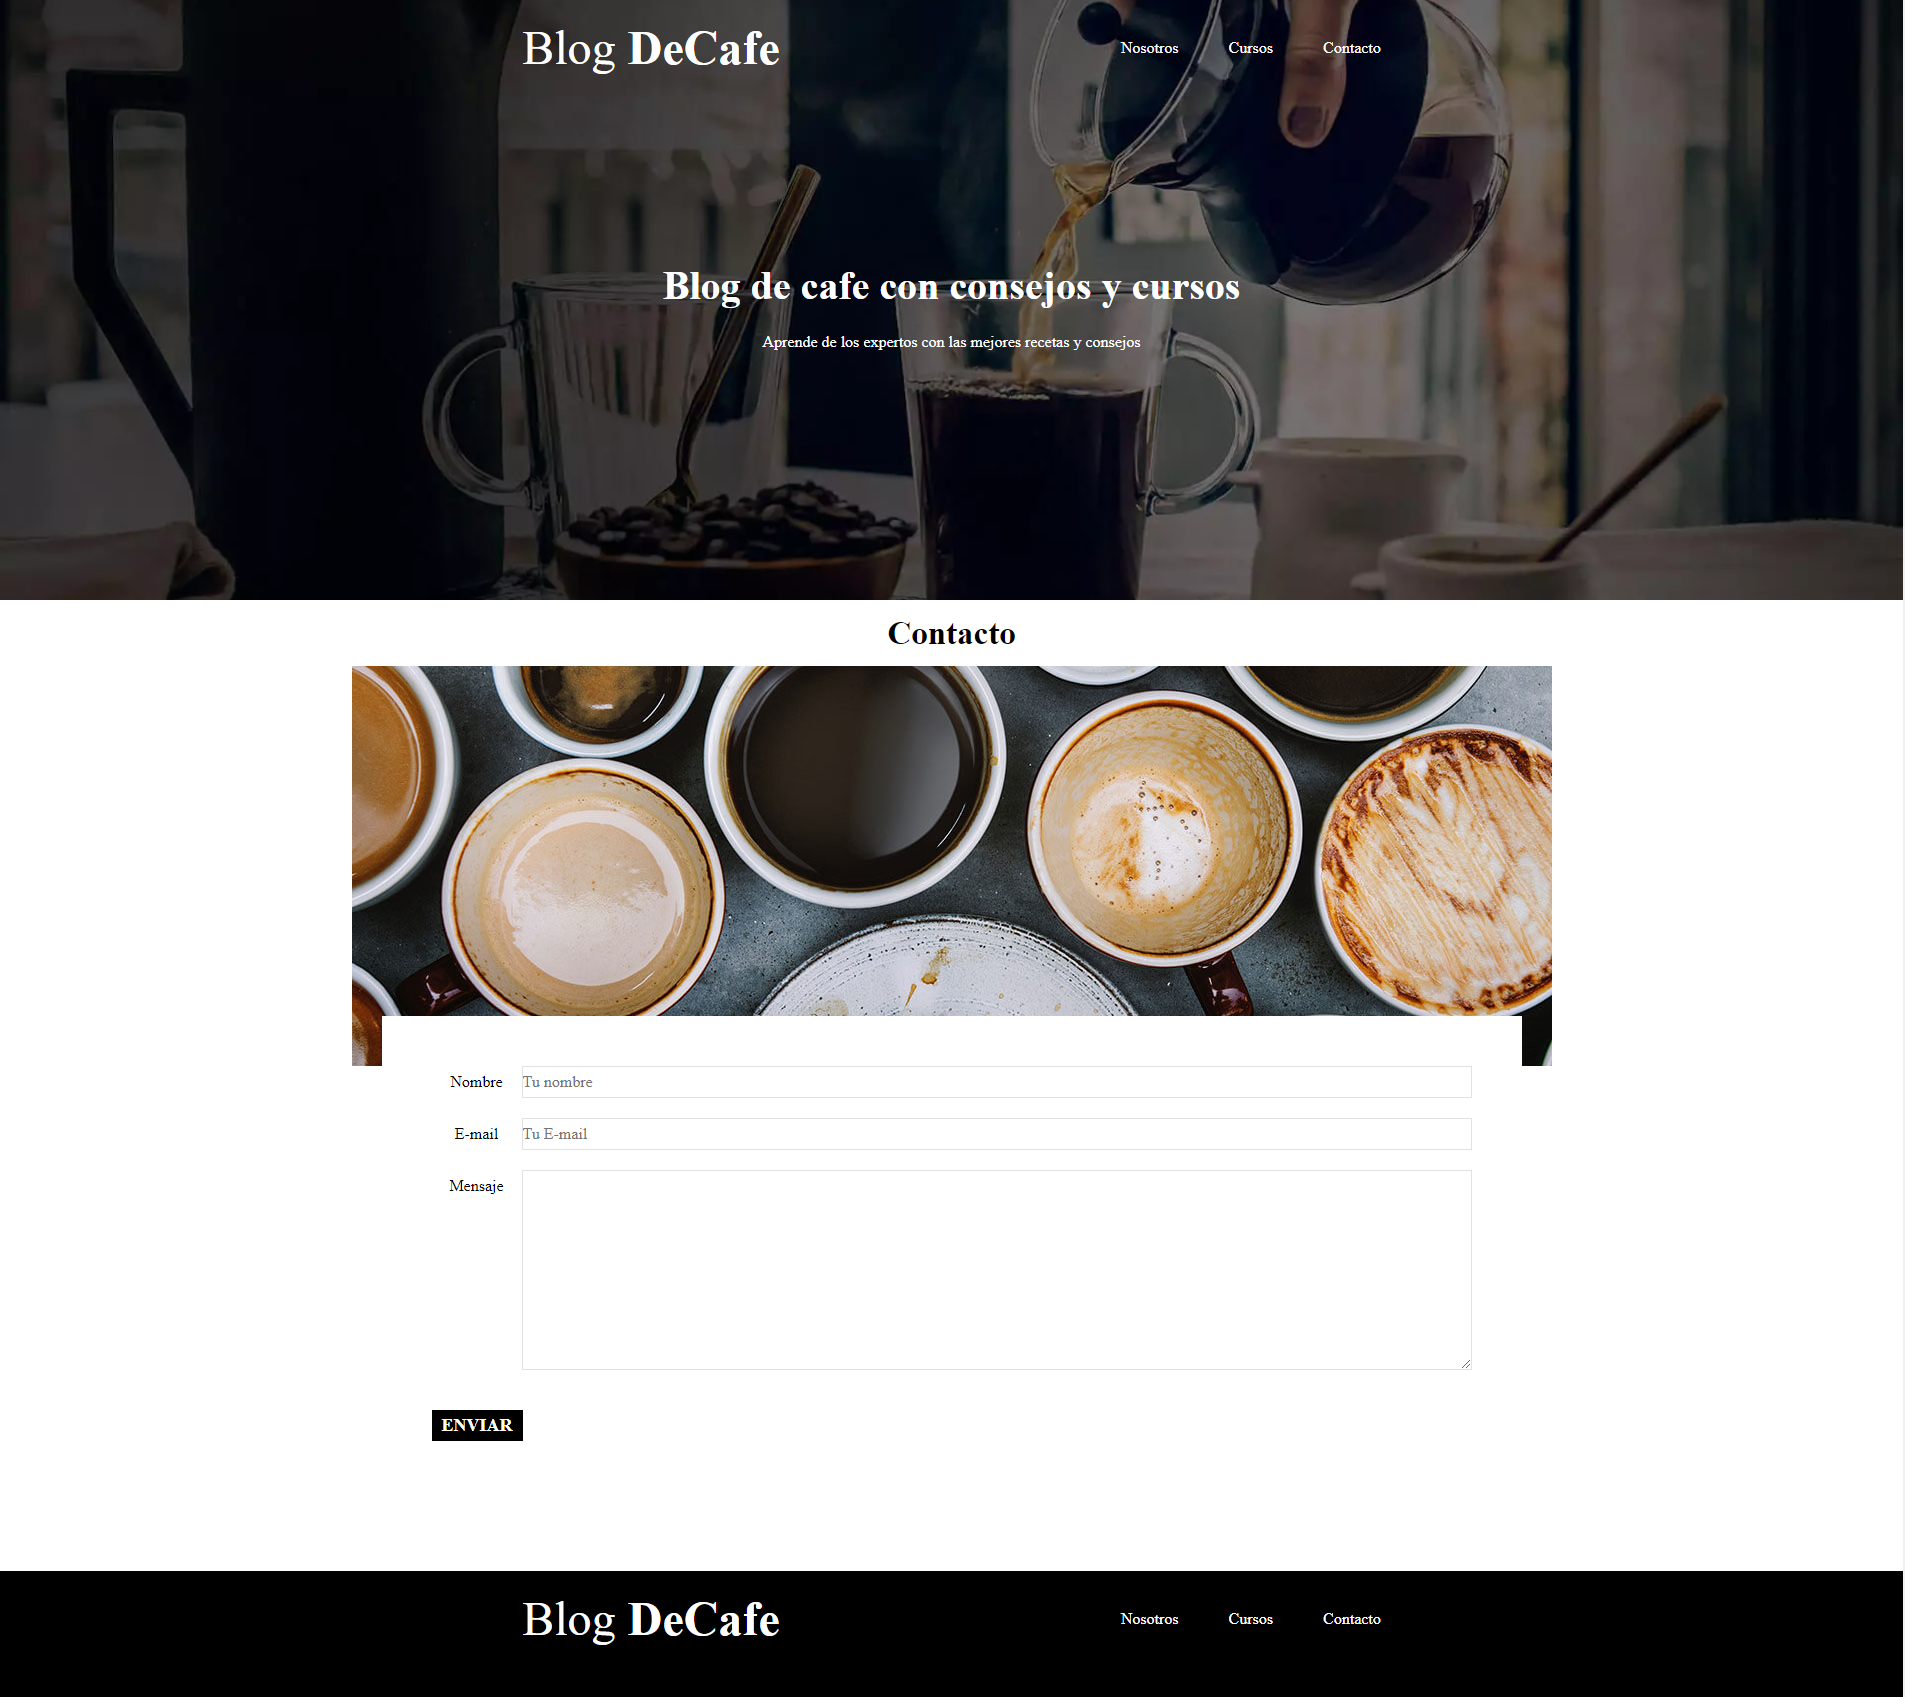 Blog DeCafe
Nosotros Cursos Contacto
Blog de cafe con consejos y cursos
Aprende de los expertos con las mejores recetas y consejos
Contacto
Nombre Tu nombre
E-mail Tu E-mail
Mensaje
ENVIAR
Blog DeCafe
Nosotros Cursos Contacto